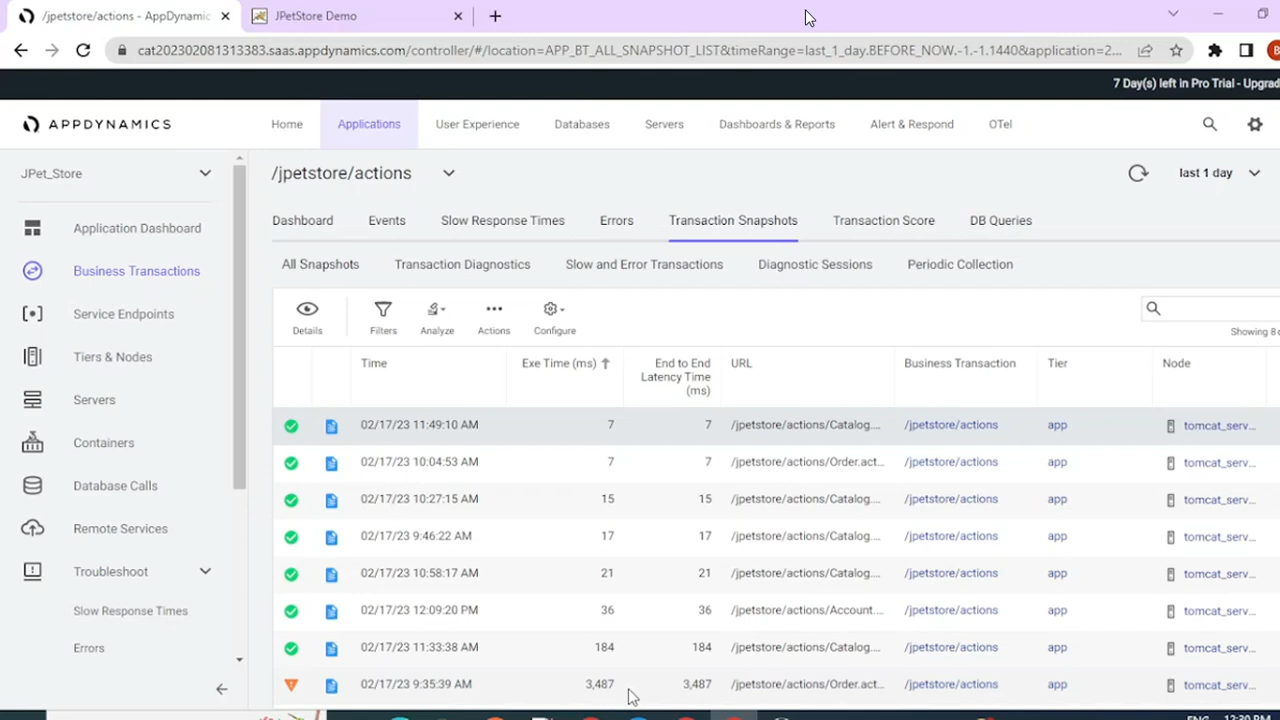 /jpetstore/actions - AppDynamic
JPetStore Demo
cat202302081313383.saas.appdynamics.com/controller/#/location=APP_BT_ALL_SNAPSHOT_LIST&timeRange=last_1_day.BEFORE_NOW.-1.-1.1440&application=2...
7 Day(s) left in Pro Trial - Upgrad
APPDYNAMICS
Home
Applications
User Experience
Databases
Servers
Dashboards & Reports
Alert & Respond
OTel
JPet_Store
/jpetstore/actions
last 1 day
Dashboard
Events
Slow Response Times
Errors
Transaction Snapshots
Transaction Score
DB Queries
Application Dashboard
Business Transactions
Service Endpoints
Tiers & Nodes
Servers
Containers
Database Calls
Remote Services
Troubleshoot
Slow Response Times
Errors
All Snapshots
Transaction Diagnostics
Slow and Error Transactions
Diagnostic Sessions
Periodic Collection
Details
Filters
Analyze
Actions
Configure
Showing 8
Time
Exe Time (ms)
End to End
Latency Time
(ms)
URL
Business Transaction
Tier
Node
02/17/23 11:49:10 AM 7 7 /jpetstore/actions/Catalog.... /jpetstore/actions app tomcat_serv...
02/17/23 10:04:53 AM 7 7 /jpetstore/actions/Order.act... /jpetstore/actions app tomcat_serv...
02/17/23 10:27:15 AM 15 15 /jpetstore/actions/Catalog.... /jpetstore/actions app tomcat_serv...
02/17/23 9:46:22 AM 17 17 /jpetstore/actions/Catalog.... /jpetstore/actions app tomcat_serv...
02/17/23 10:58:17 AM 21 21 /jpetstore/actions/Catalog.... /jpetstore/actions app tomcat_serv...
02/17/23 12:09:20 PM 36 36 /jpetstore/actions/Account.... /jpetstore/actions app tomcat_serv...
02/17/23 11:33:38 AM 184 184 /jpetstore/actions/Catalog.... /jpetstore/actions app tomcat_serv...
02/17/23 9:35:39 AM 3,487 3,487 /jpetstore/actions/Order.act... /jpetstore/actions app tomcat_serv...